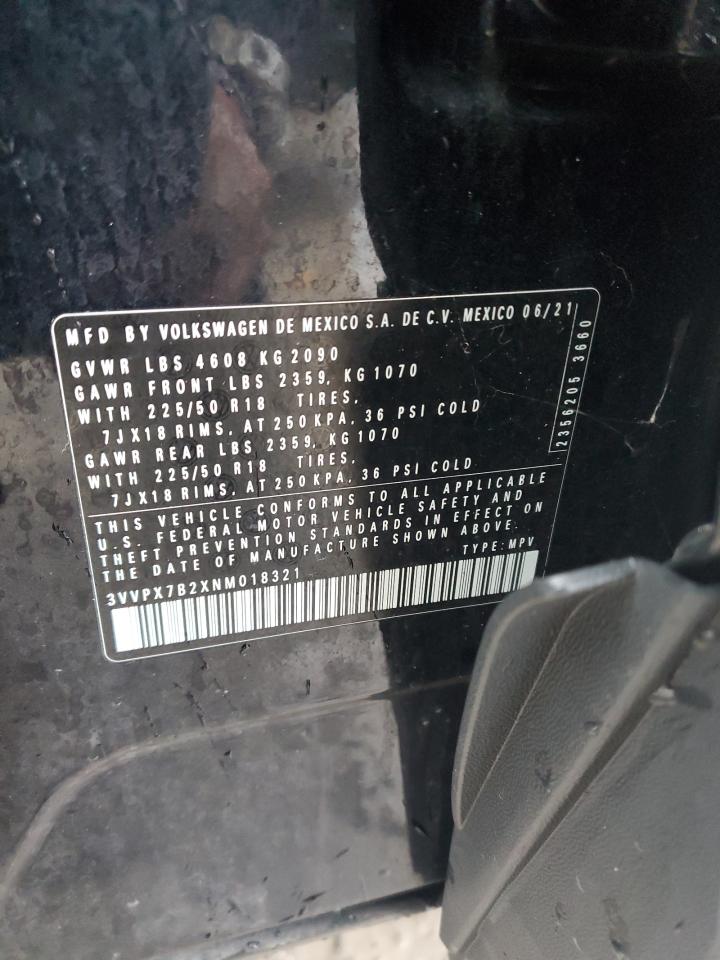 MFD BY VOLKSWAGEN DE MEXICO S.A. DE C.V. MEXICO 06/21
GVWR LBS 4608 KG 2090
GAWR FRONT LBS 2359, KG 1070
WITH 225/50 R18 TIRES,
7JX18 RIMS, AT 250 KPA, 36 PSI COLD
GAWR REAR LBS 2359, KG 1070
WITH 225/50 R18 TIRES,
7JX18 RIMS, AT 250 KPA, 36 PSI COLD
2356205 3660
THIS VEHICLE CONFORMS TO ALL APPLICABLE
U.S. FEDERAL MOTOR VEHICLE SAFETY AND
THEFT PREVENTION STANDARDS IN EFFECT ON
THE DATE OF MANUFACTURE SHOWN ABOVE.
3VVPX7B2XNM018321 TYPE: MPV